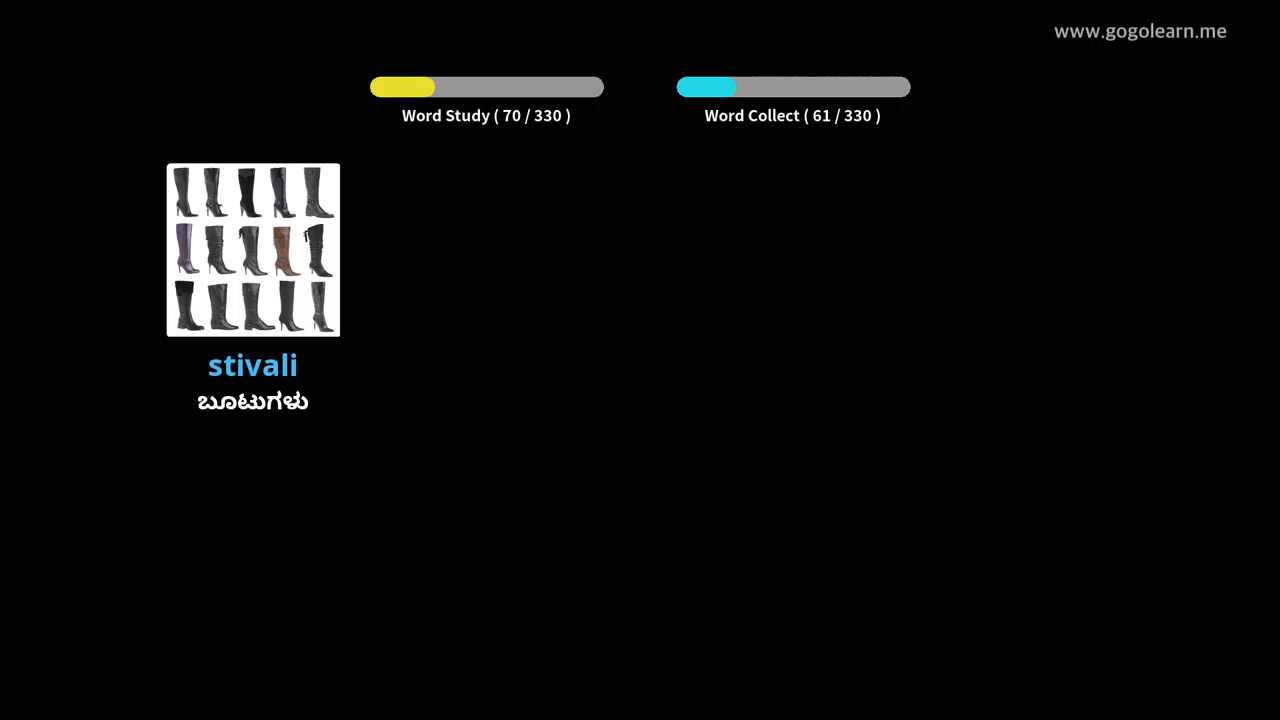 www.gogolearn.me
Word Study ( 70 / 330 )
Word Collect ( 61 / 330 )
stivali
ಬೂಟುಗಳು